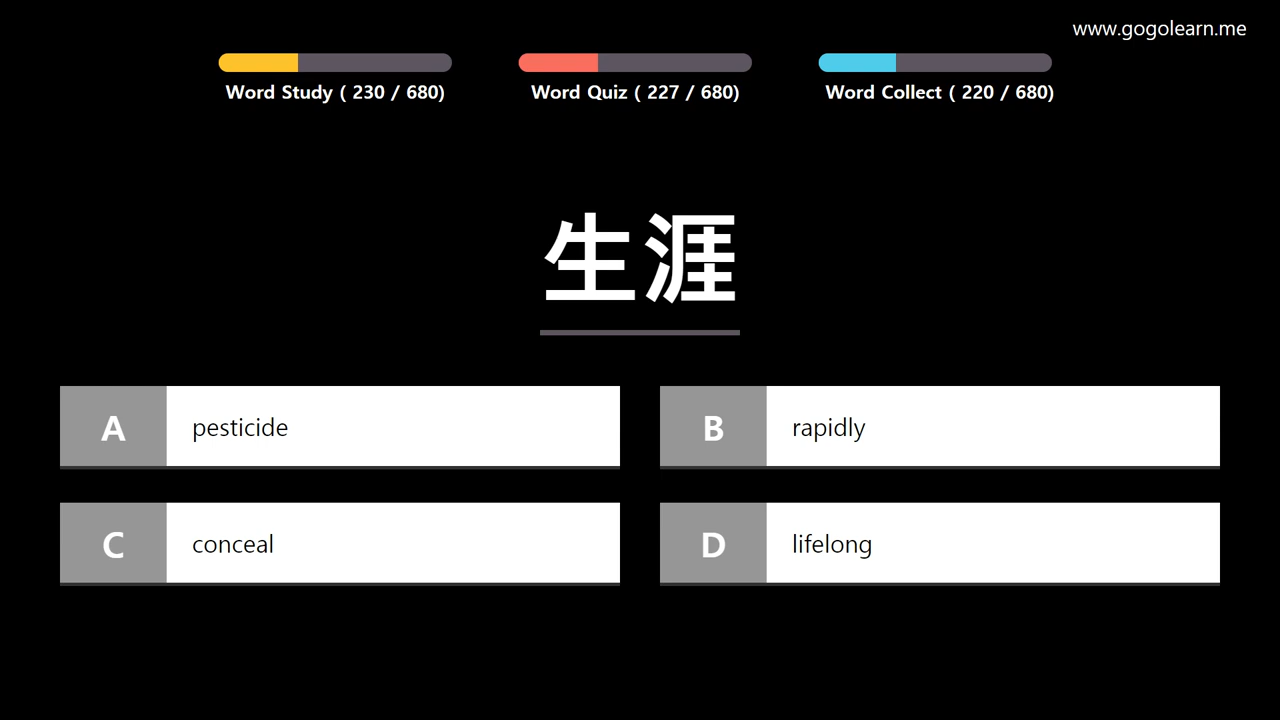 www.gogolearn.me
Word Study ( 230 / 680)
Word Quiz ( 227 / 680)
Word Collect ( 220 / 680)
生涯
A pesticide
B rapidly
C conceal
D lifelong